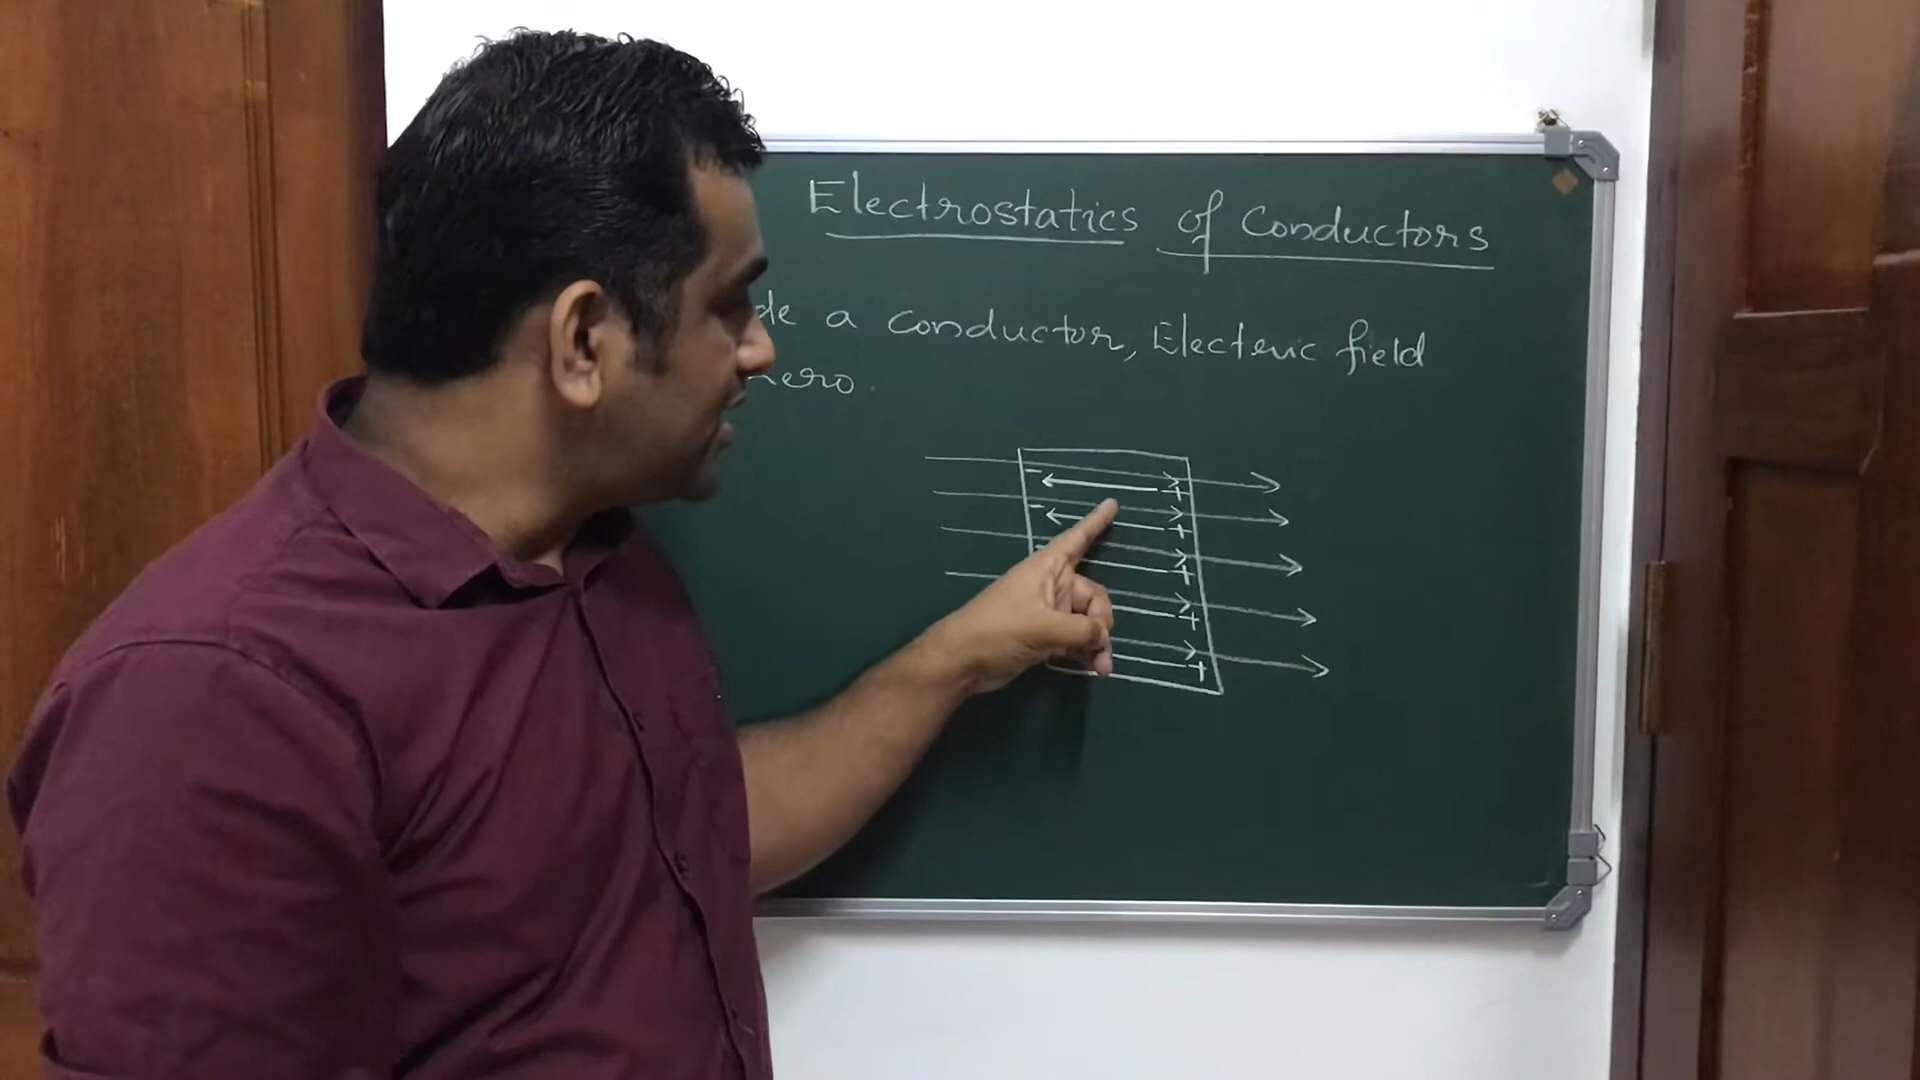 Electrostatics of Conductors
de a conductor, Electeric field
zero.
- +
- +
+
+
+